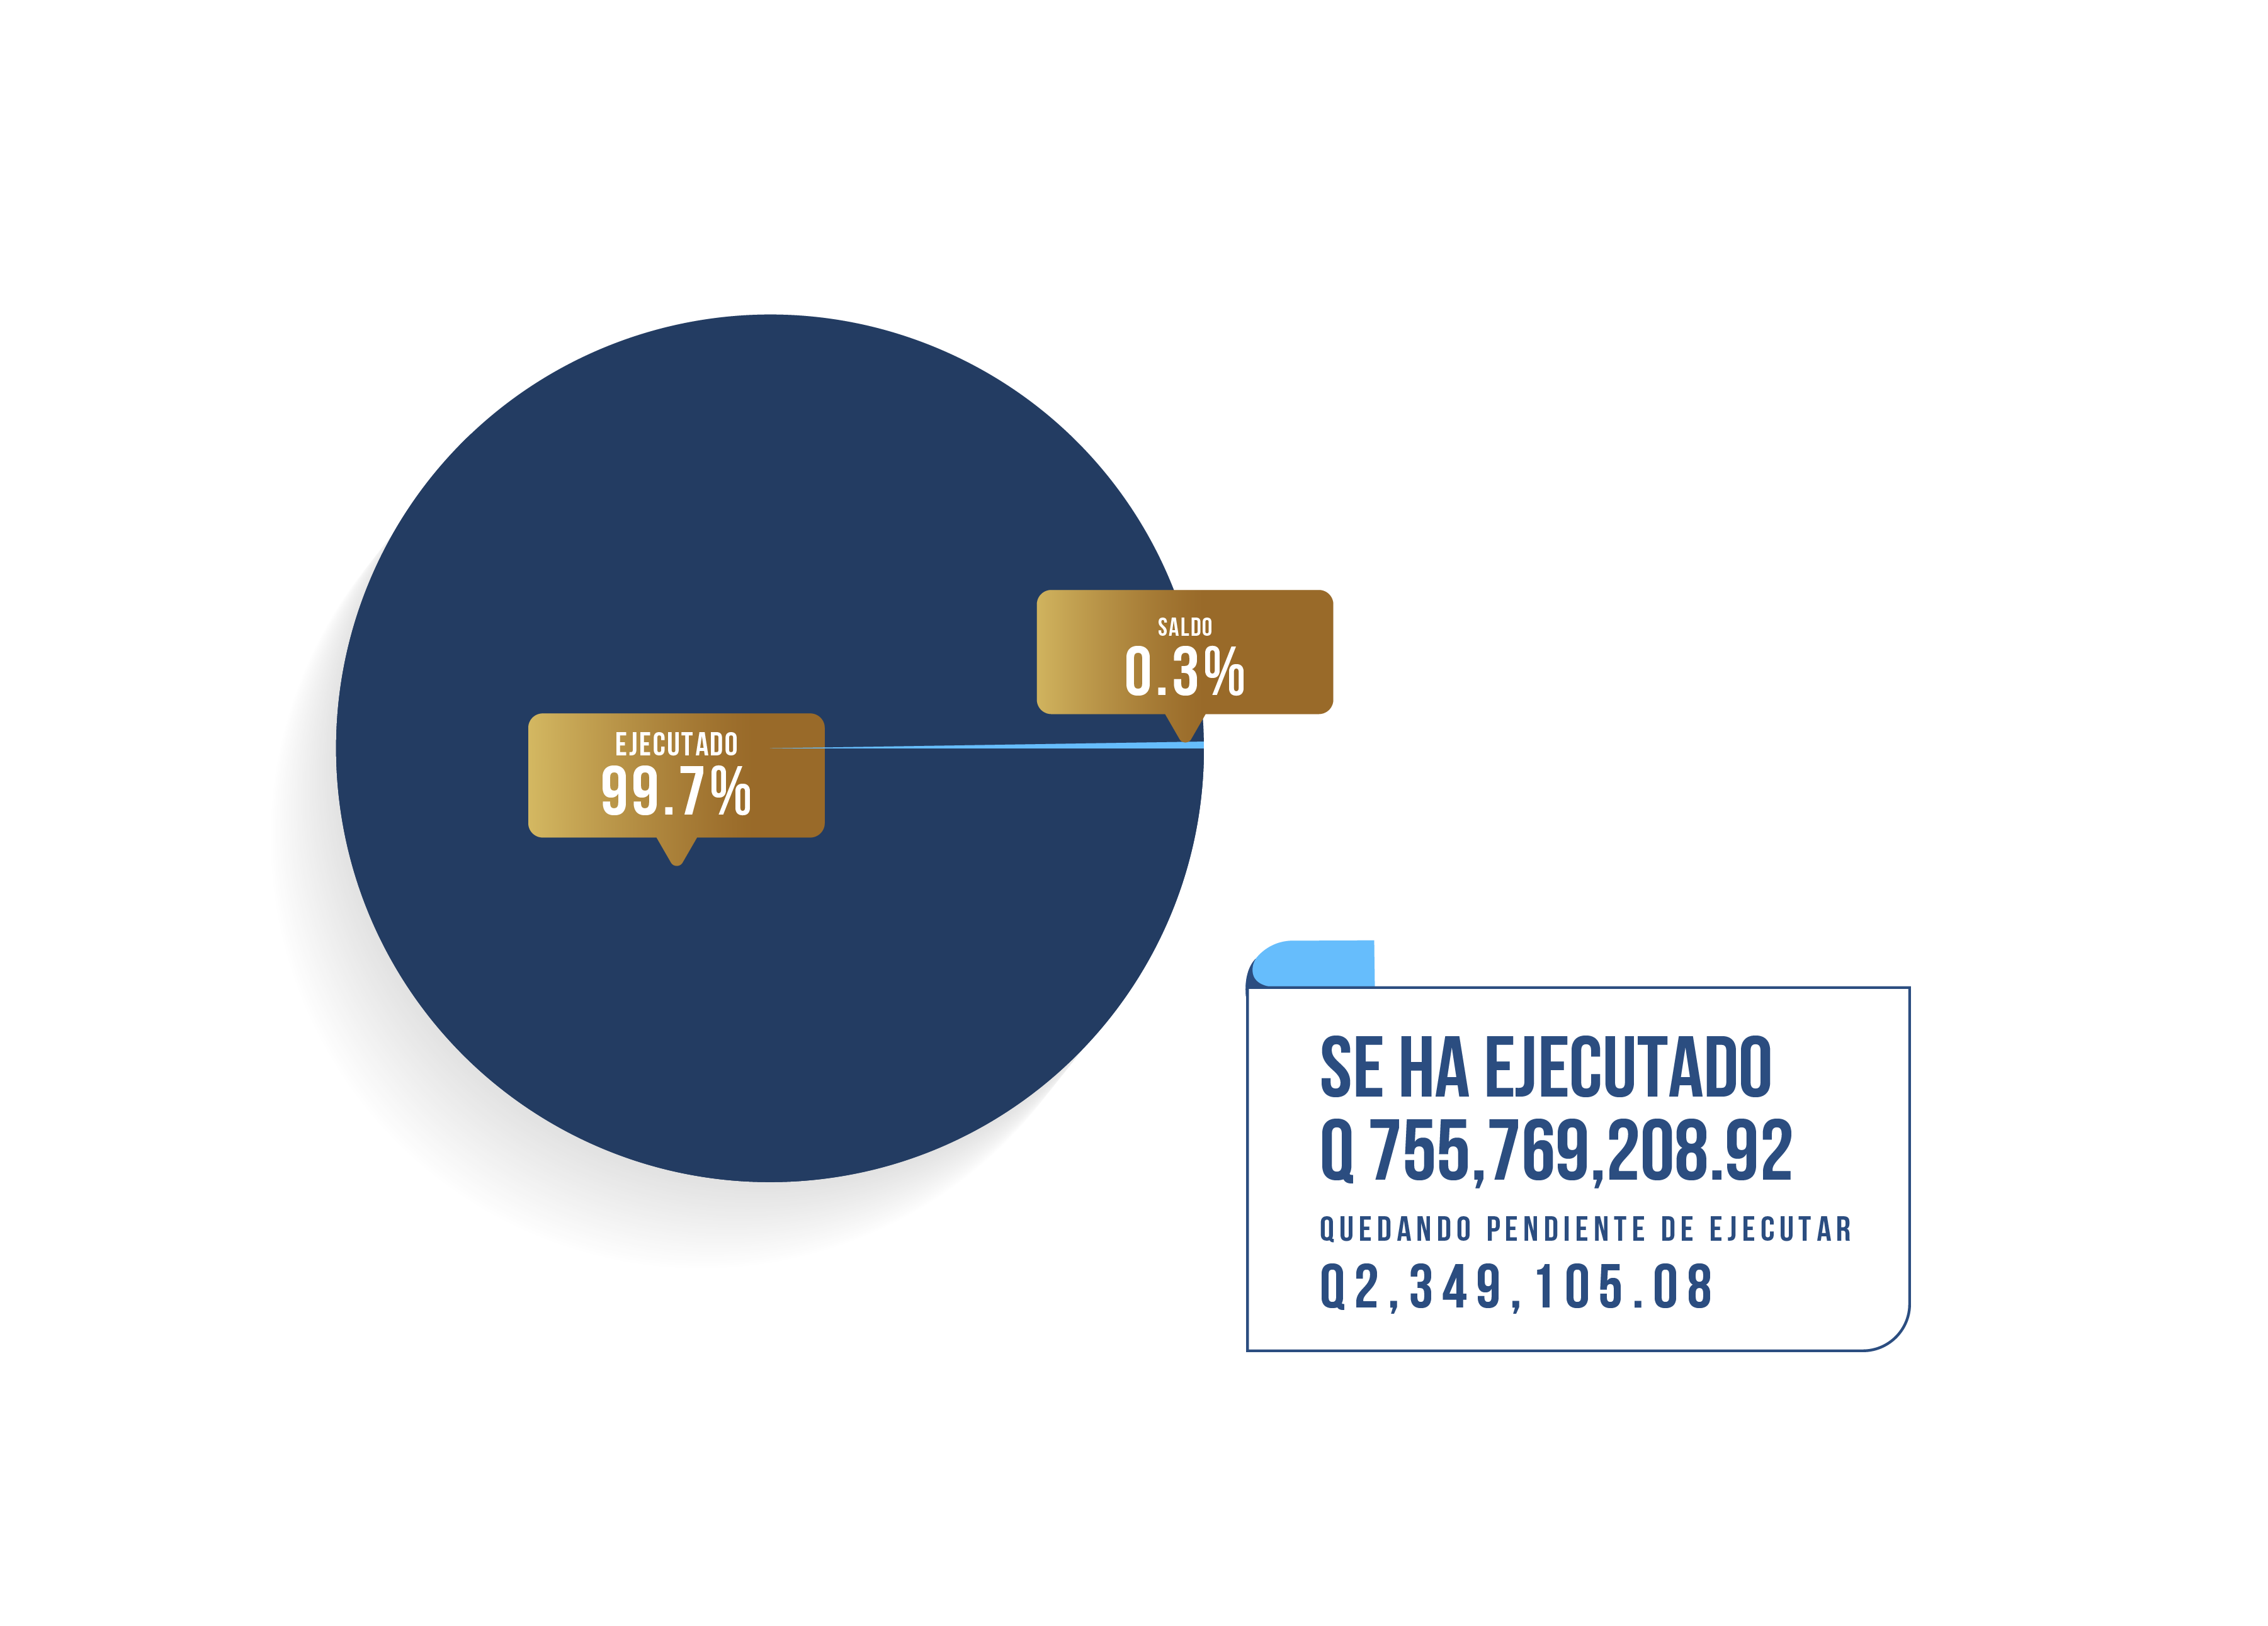 SALDO
0.3%
EJECUTADO
99.7%
SE HA EJECUTADO
Q 755,769,208.92
QUEDANDO PENDIENTE DE EJECUTAR
Q2,349,105.08